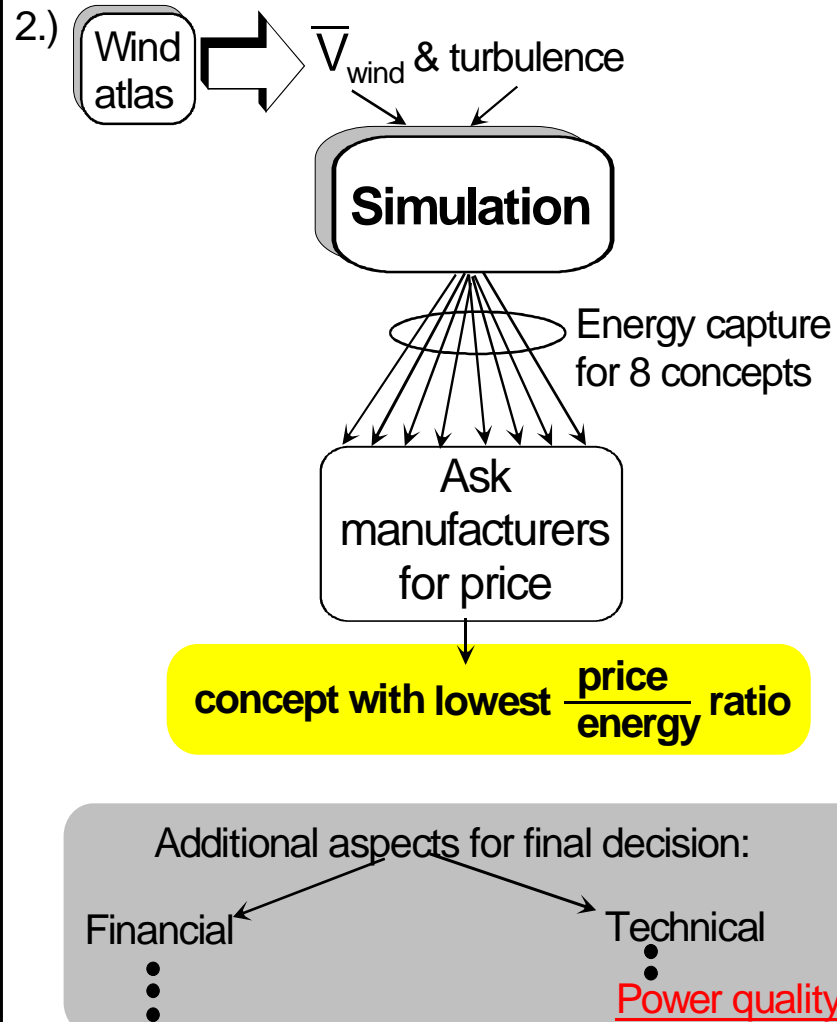 2.)
Wind
atlas
V̅wind & turbulence
Simulation
Energy capture
for 8 concepts
Ask
manufacturers
for price
concept with lowest price/energy ratio
Additional aspects for final decision:
Financial
Technical
Power quality